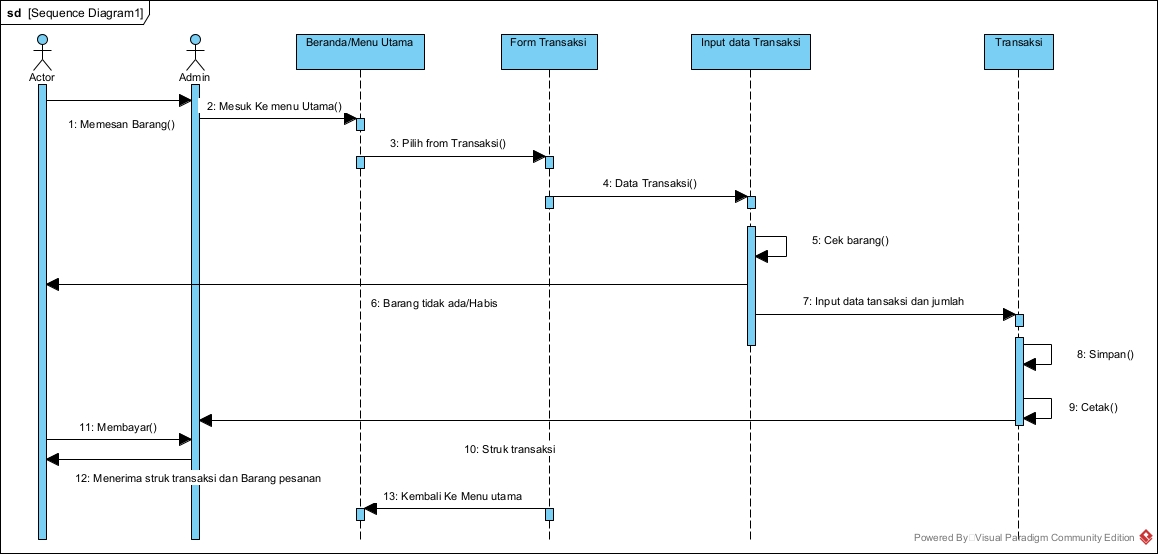 sd [Sequence Diagram1]
Actor
Admin
Beranda/Menu Utama
Form Transaksi
Input data Transaksi
Transaksi
1: Memesan Barang()
2: Mesuk Ke menu Utama()
3: Pilih from Transaksi()
4: Data Transaksi()
5: Cek barang()
6: Barang tidak ada/Habis
7: Input data tansaksi dan jumlah
8: Simpan()
9: Cetak()
10: Struk transaksi
11: Membayar()
12: Menerima struk transaksi dan Barang pesanan
13: Kembali Ke Menu utama
Powered By Visual Paradigm Community Edition